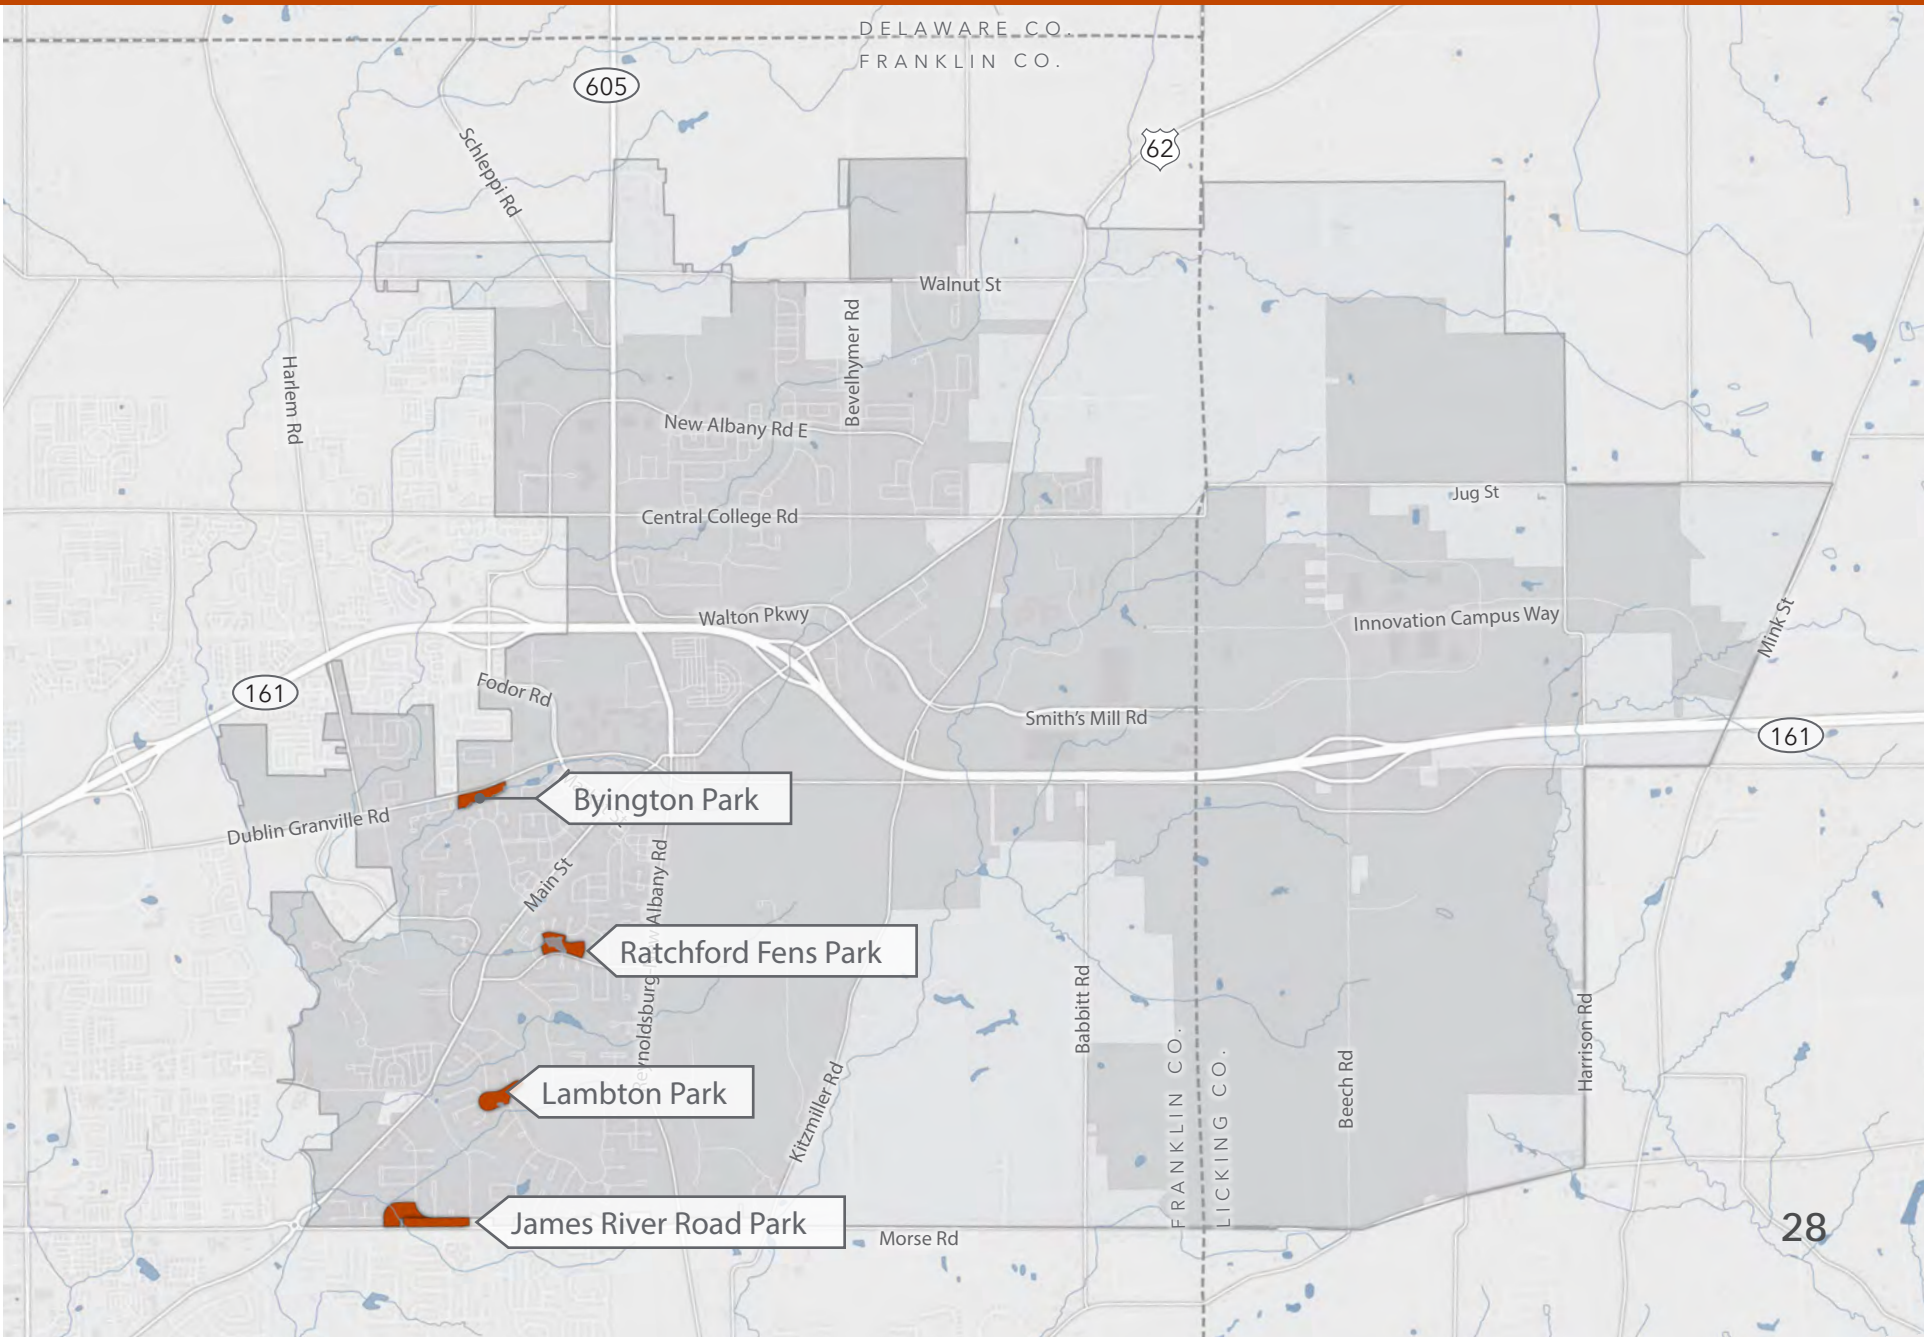 DELAWARE CO.
FRANKLIN CO.
605
62
Schleppi Rd
Walnut St
Bevelhymer Rd
Harlem Rd
New Albany Rd E
Jug St
Central College Rd
Walton Pkwy
Innovation Campus Way
Mink St
161
Fodor Rd
Smith's Mill Rd
161
Byington Park
Dublin Granville Rd
Main St
Ratchford Fens Park
Babbitt Rd
Harrison Rd
FRANKLIN CO.
LICKING CO.
Beech Rd
Lambton Park
Kitzmiller Rd
James River Road Park
Morse Rd
28